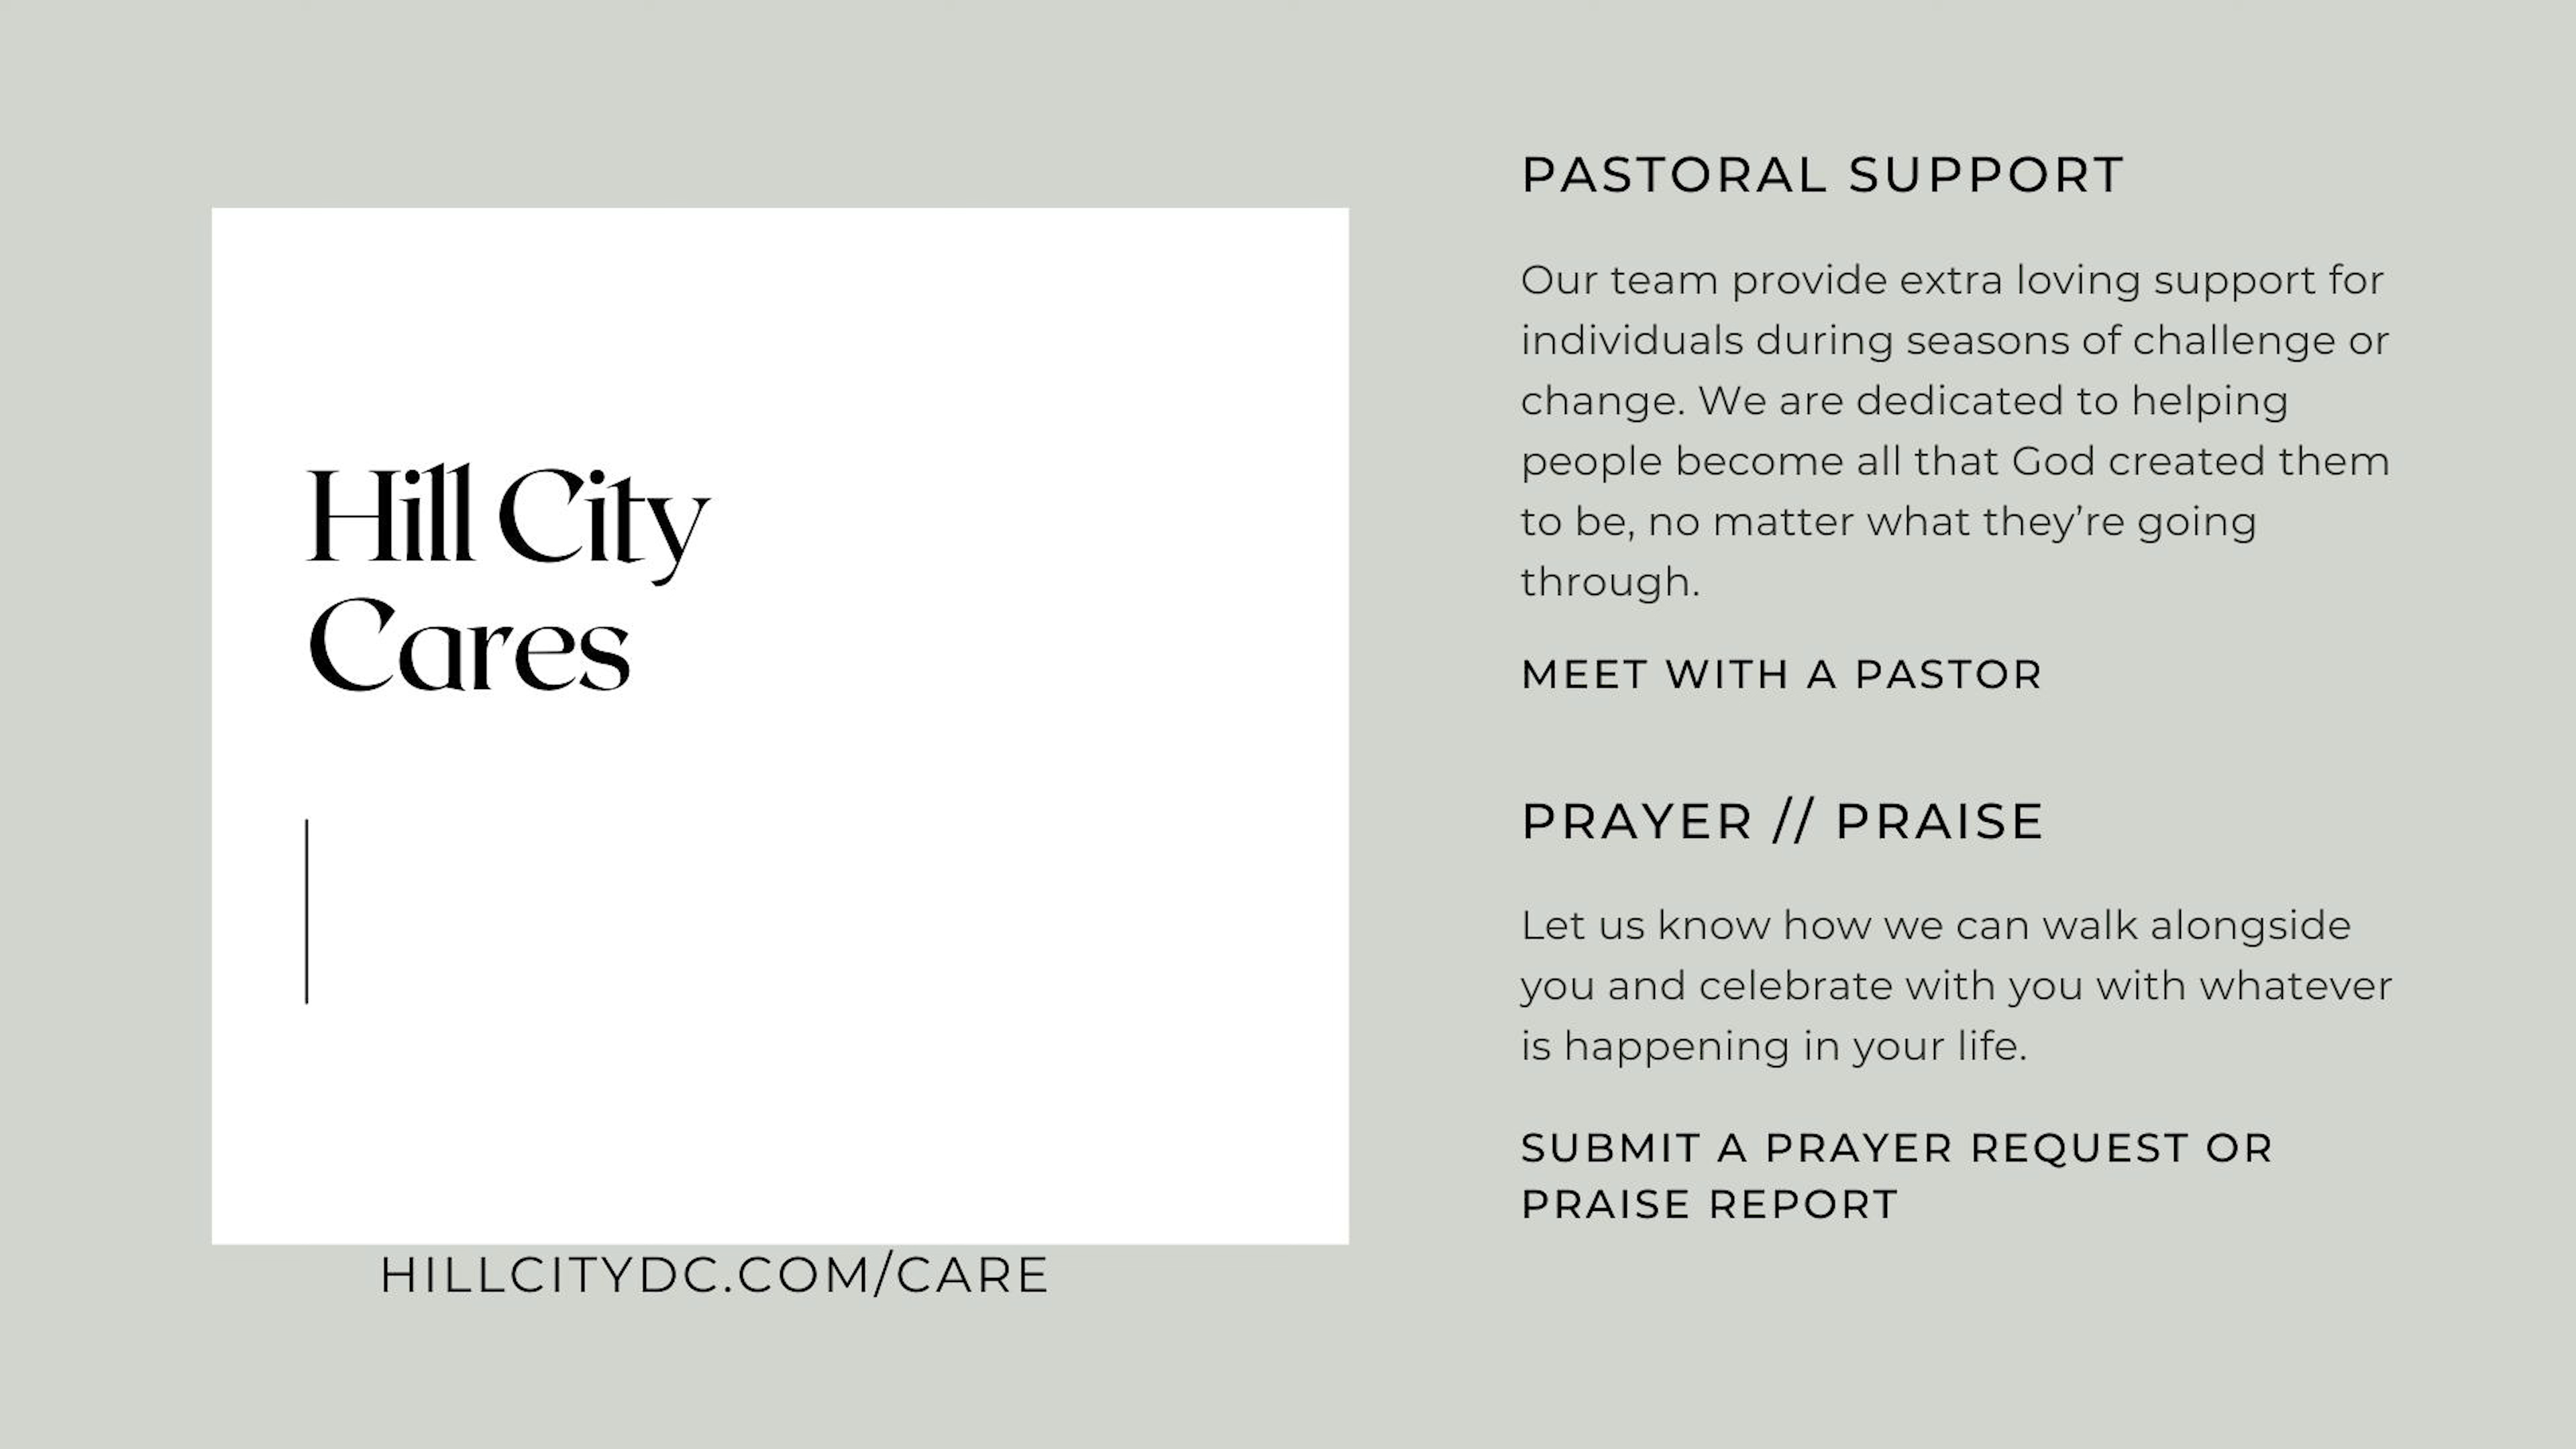 Hill City
Cares
HILLCITYDC.COM/CARE
PASTORAL SUPPORT
Our team provide extra loving support for
individuals during seasons of challenge or
change. We are dedicated to helping
people become all that God created them
to be, no matter what they’re going
through.
MEET WITH A PASTOR
PRAYER // PRAISE
Let us know how we can walk alongside
you and celebrate with you with whatever
is happening in your life.
SUBMIT A PRAYER REQUEST OR
PRAISE REPORT